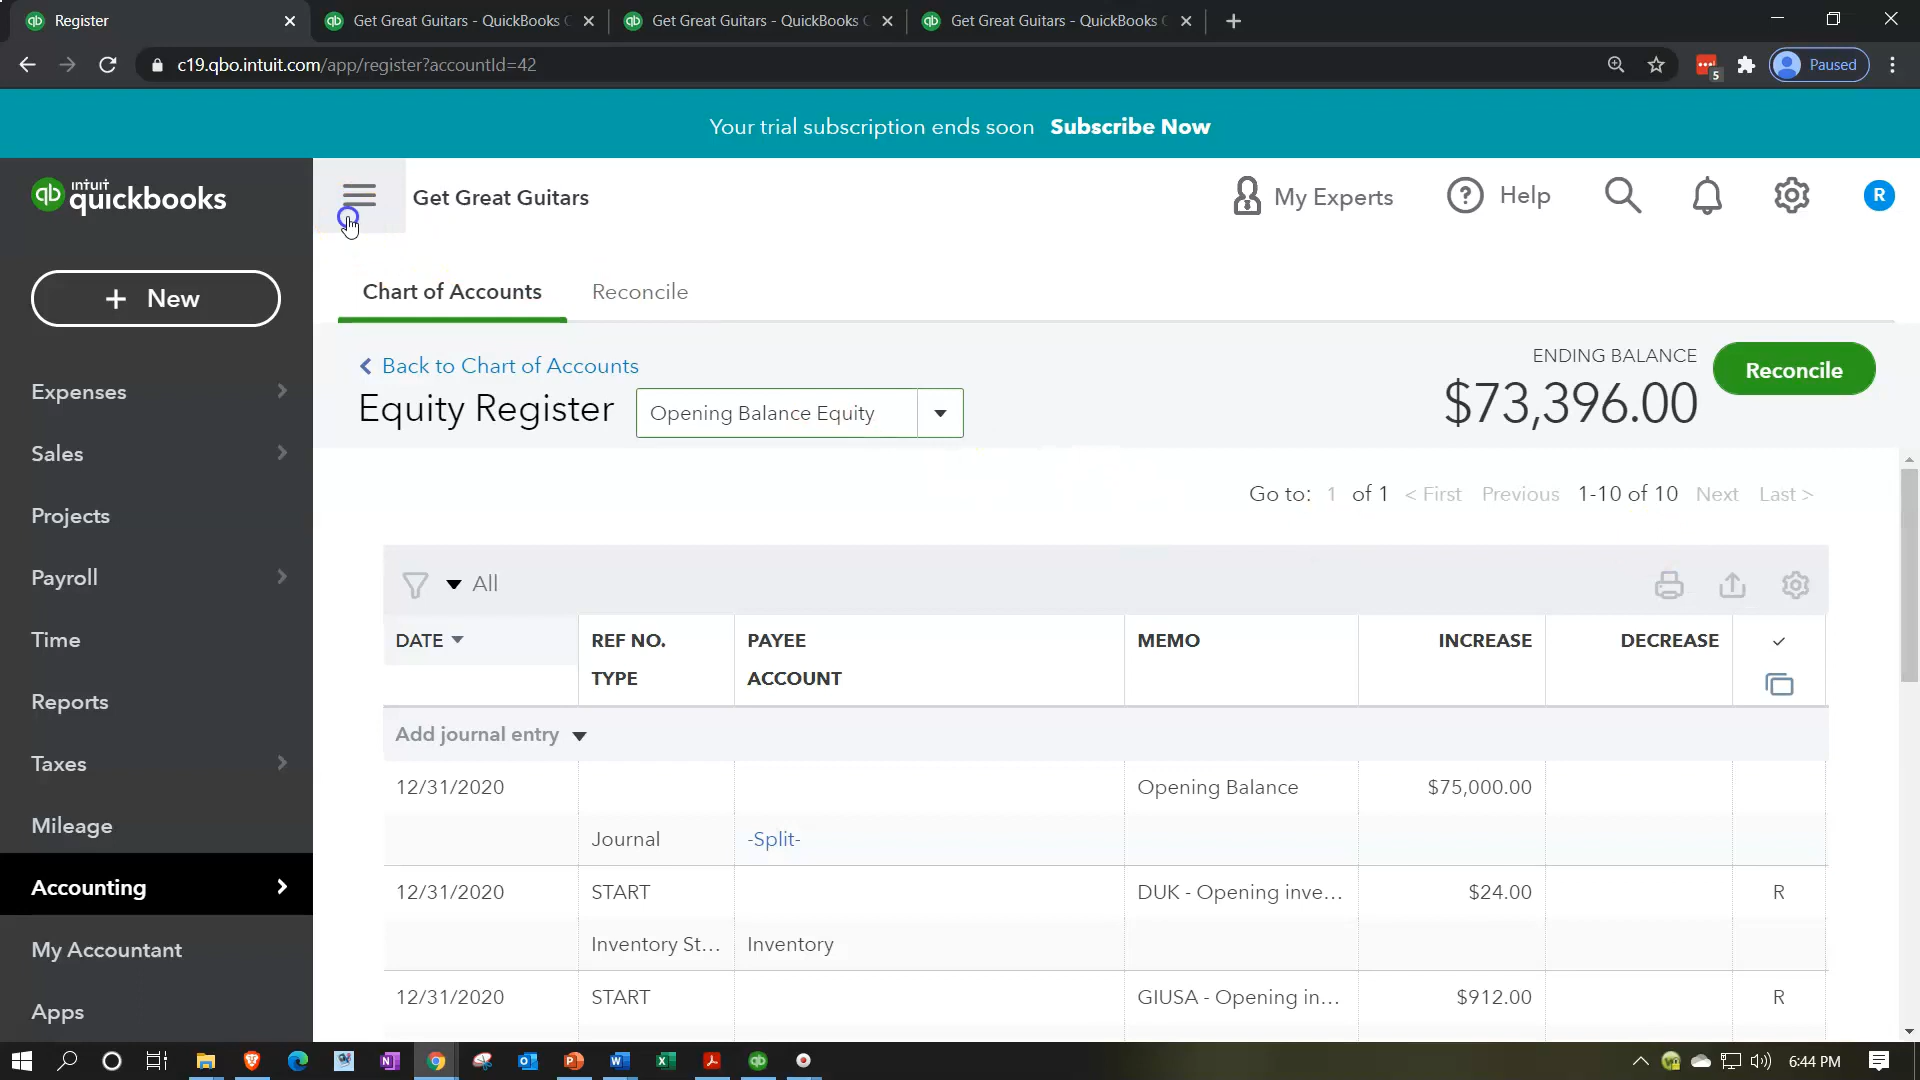 Register
Get Great Guitars - QuickBooks
Get Great Guitars - QuickBooks
Get Great Guitars - QuickBooks
c19.qbo.intuit.com/app/register?accountId=42
5
Paused
Your trial subscription ends soon Subscribe Now
qb intuit quickbooks
Get Great Guitars
My Experts
? Help
R
+ New
Chart of Accounts
Reconcile
Back to Chart of Accounts
ENDING BALANCE
Reconcile
Equity Register
Opening Balance Equity
$73,396.00
Expenses
Sales
Projects
Payroll
Time
Reports
Taxes
Mileage
Accounting
My Accountant
Apps
Go to: 1 of 1 < First Previous 1-10 of 10 Next Last >
All
DATE REF NO. PAYEE MEMO INCREASE DECREASE ✓
TYPE ACCOUNT
Add journal entry
12/31/2020 Opening Balance $75,000.00
Journal -Split-
12/31/2020 START DUK - Opening inve... $24.00 R
Inventory St... Inventory
12/31/2020 START GIUSA - Opening in... $912.00 R
6:44 PM